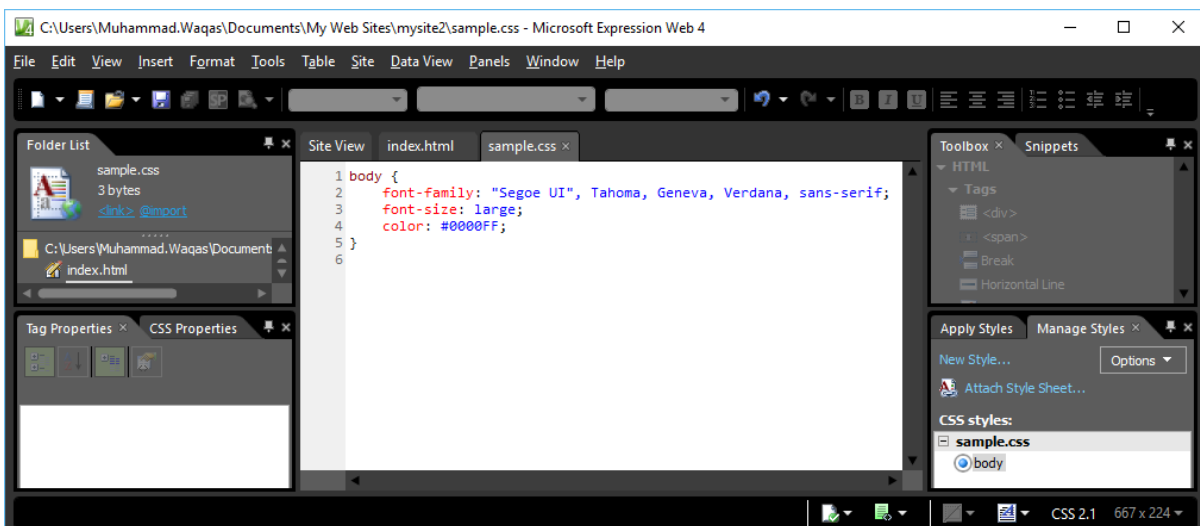 C:\Users\Muhammad.Waqas\Documents\My Web Sites\mysite2\sample.css - Microsoft Expression Web 4
File Edit View Insert Format Tools Table Site Data View Panels Window Help
Folder List
sample.css
3 bytes
<link> @import
C:\Users\Muhammad.Waqas\Document
index.html
Tag Properties × CSS Properties
Site View index.html sample.css ×
1 body {
2 font-family: "Segoe UI", Tahoma, Geneva, Verdana, sans-serif;
3 font-size: large;
4 color: #0000FF;
5 }
6
Toolbox × Snippets
HTML
Tags
<div>
<span>
Break
Horizontal Line
Apply Styles Manage Styles ×
New Style... Options
Attach Style Sheet...
CSS styles:
sample.css
body
CSS 2.1 667 x 224